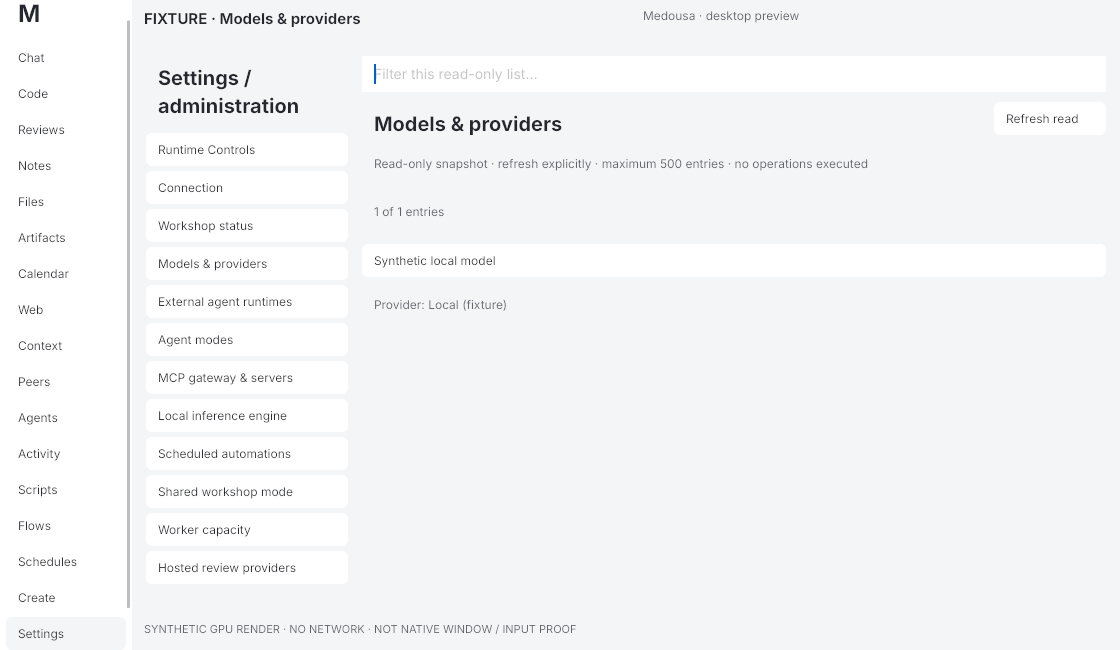 M
Chat
Code
Reviews
Notes
Files
Artifacts
Calendar
Web
Context
Peers
Agents
Activity
Scripts
Flows
Schedules
Create
Settings
FIXTURE · Models & providers
Medousa · desktop preview
Settings /
administration
Runtime Controls
Connection
Workshop status
Models & providers
External agent runtimes
Agent modes
MCP gateway & servers
Local inference engine
Scheduled automations
Shared workshop mode
Worker capacity
Hosted review providers
Filter this read-only list...
Models & providers
Refresh read
Read-only snapshot · refresh explicitly · maximum 500 entries · no operations executed
1 of 1 entries
Synthetic local model
Provider: Local (fixture)
SYNTHETIC GPU RENDER · NO NETWORK · NOT NATIVE WINDOW / INPUT PROOF